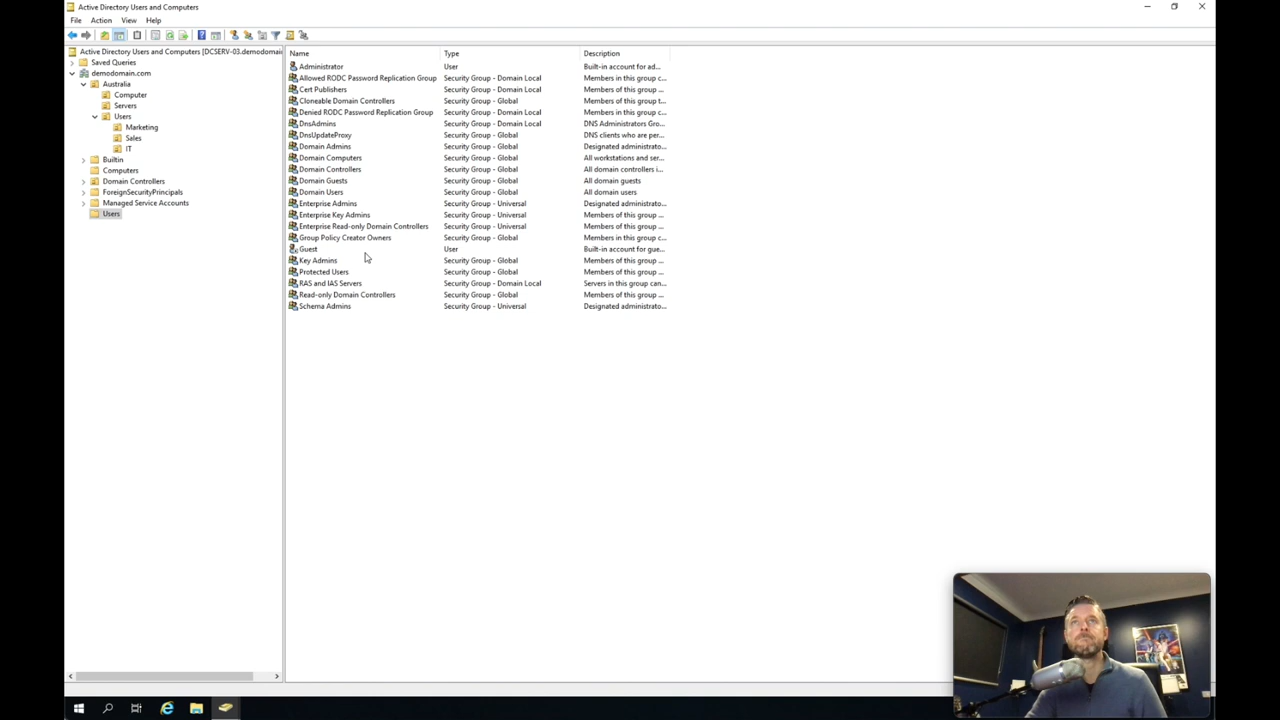 Active Directory Users and Computers
File Action View Help
Active Directory Users and Computers [DCSERV-03.demodomain
Saved Queries
demodomain.com
Australia
Computer
Servers
Users
Marketing
Sales
IT
Builtin
Computers
Domain Controllers
ForeignSecurityPrincipals
Managed Service Accounts
Users
Name Type Description
Administrator User Built-in account for ad...
Allowed RODC Password Replication Group Security Group - Domain Local Members in this group c...
Cert Publishers Security Group - Domain Local Members of this group ...
Cloneable Domain Controllers Security Group - Global Members of this group t...
Denied RODC Password Replication Group Security Group - Domain Local Members in this group c...
DnsAdmins Security Group - Domain Local DNS Administrators Gro...
DnsUpdateProxy Security Group - Global DNS clients who are per...
Domain Admins Security Group - Global Designated administrato...
Domain Computers Security Group - Global All workstations and ser...
Domain Controllers Security Group - Global All domain controllers i...
Domain Guests Security Group - Global All domain guests
Domain Users Security Group - Global All domain users
Enterprise Admins Security Group - Universal Designated administrato...
Enterprise Key Admins Security Group - Universal Members of this group ...
Enterprise Read-only Domain Controllers Security Group - Universal Members of this group ...
Group Policy Creator Owners Security Group - Global Members in this group c...
Guest User Built-in account for gue...
Key Admins Security Group - Global Members of this group ...
Protected Users Security Group - Global Members of this group ...
RAS and IAS Servers Security Group - Domain Local Servers in this group can...
Read-only Domain Controllers Security Group - Global Members of this group ...
Schema Admins Security Group - Universal Designated administrato...